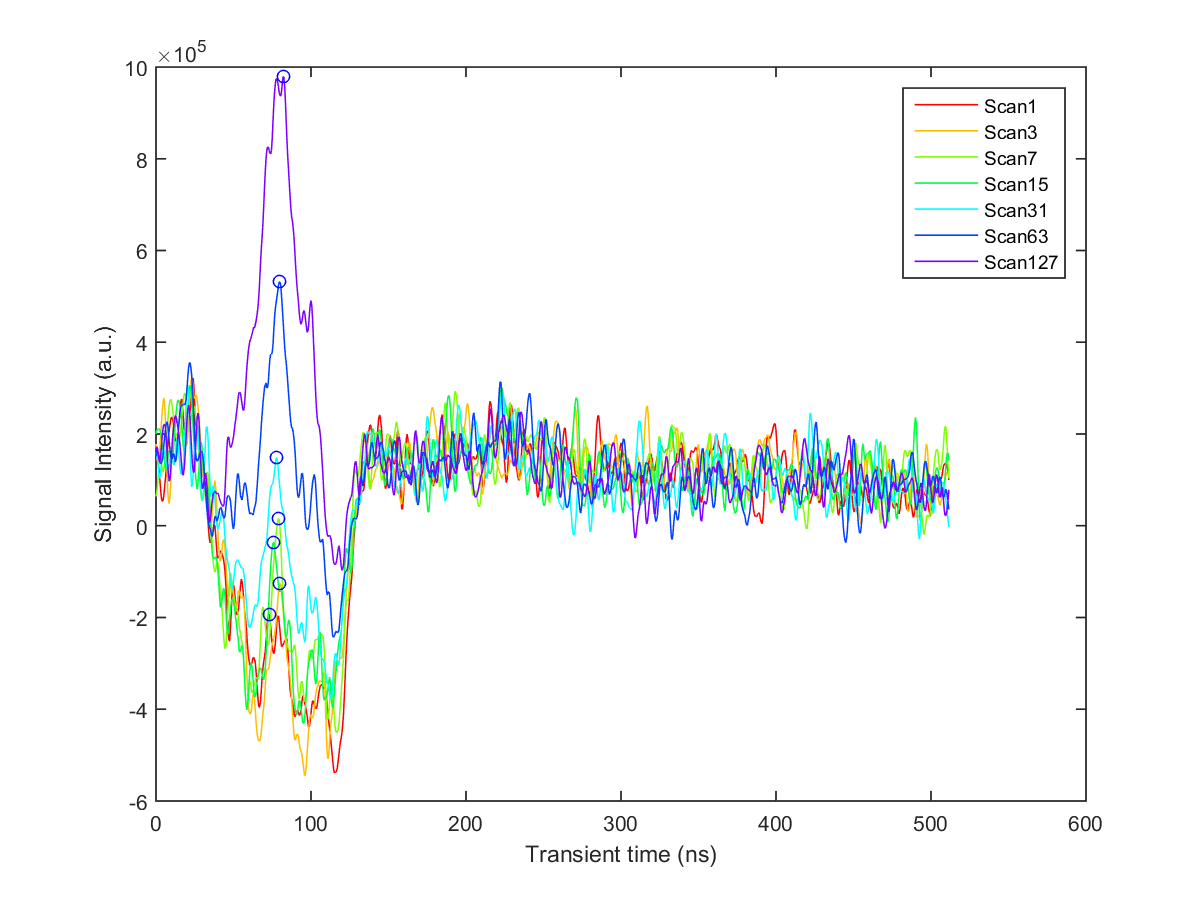 ×10^5
10
8
6
4
2
0
-2
-4
-6
0 100 200 300 400 500 600
Signal Intensity (a.u.)
Transient time (ns)
Scan1
Scan3
Scan7
Scan15
Scan31
Scan63
Scan127